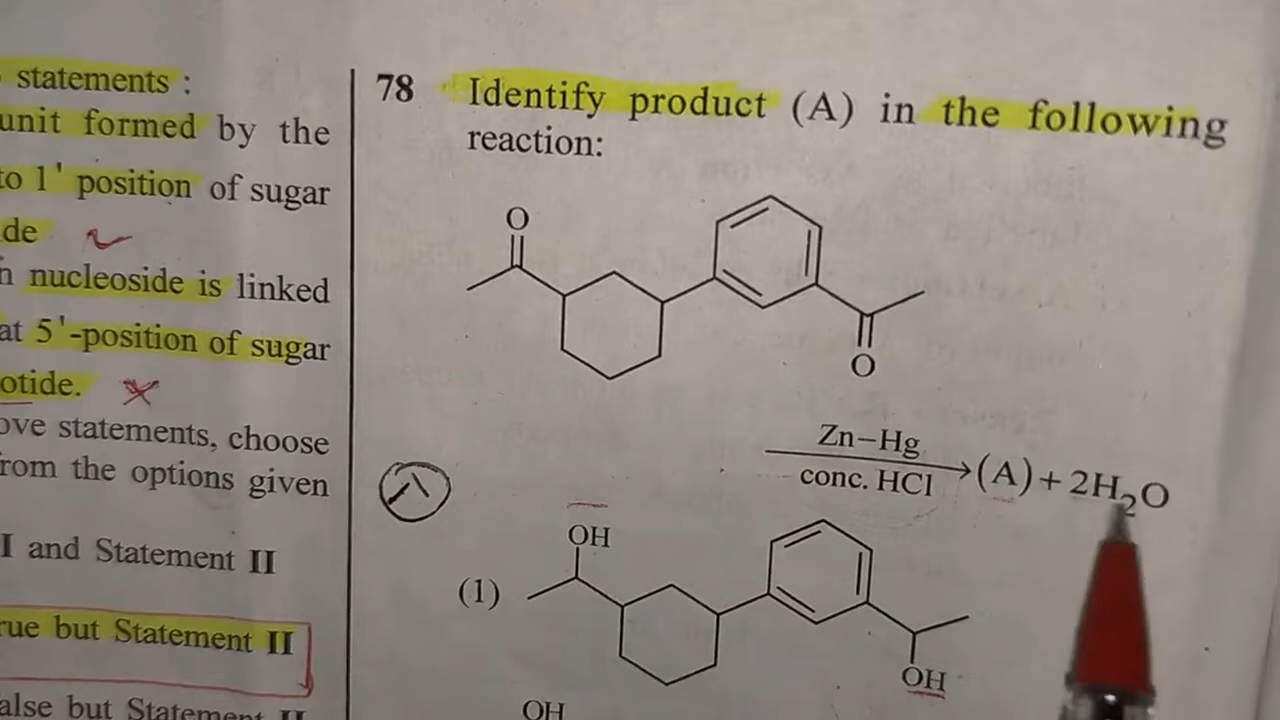 statements :
unit formed by the
to 1' position of sugar
de
nucleoside is linked
at 5'-position of sugar
otide.
ove statements, choose
rom the options given
I and Statement II
rue but Statement II
alse but Statement II
78 Identify product (A) in the following
reaction:
O
O
Zn–Hg
conc. HCl
(A) + 2H₂O
OH
(1)
OH
OH